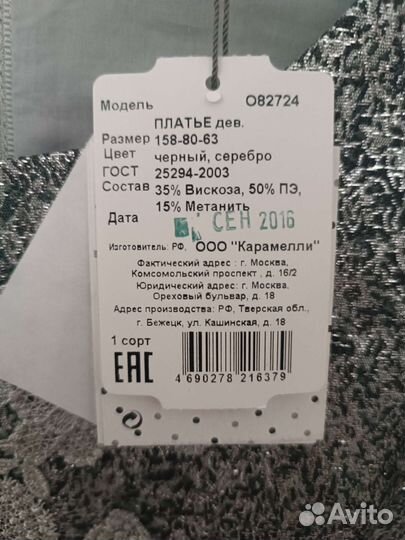 Модель О82724
ПЛАТЬЕ дев.
Размер 158-80-63
Цвет черный, серебро
ГОСТ 25294-2003
Состав 35% Вискоза, 50% ПЭ,
15% Метанить
Дата СЕН 2016
Изготовитель: РФ, ООО "Карамелли"
Фактический адрес : г. Москва,
Комсомольский проспект , д. 16/2
Юридический адрес : г. Москва,
Ореховый бульвар, д. 18
Адрес производства: РФ, Тверская обл.,
г. Бежецк, ул. Кашинская, д. 18
1 сорт
ЕАС
4 690278 216379
Avito